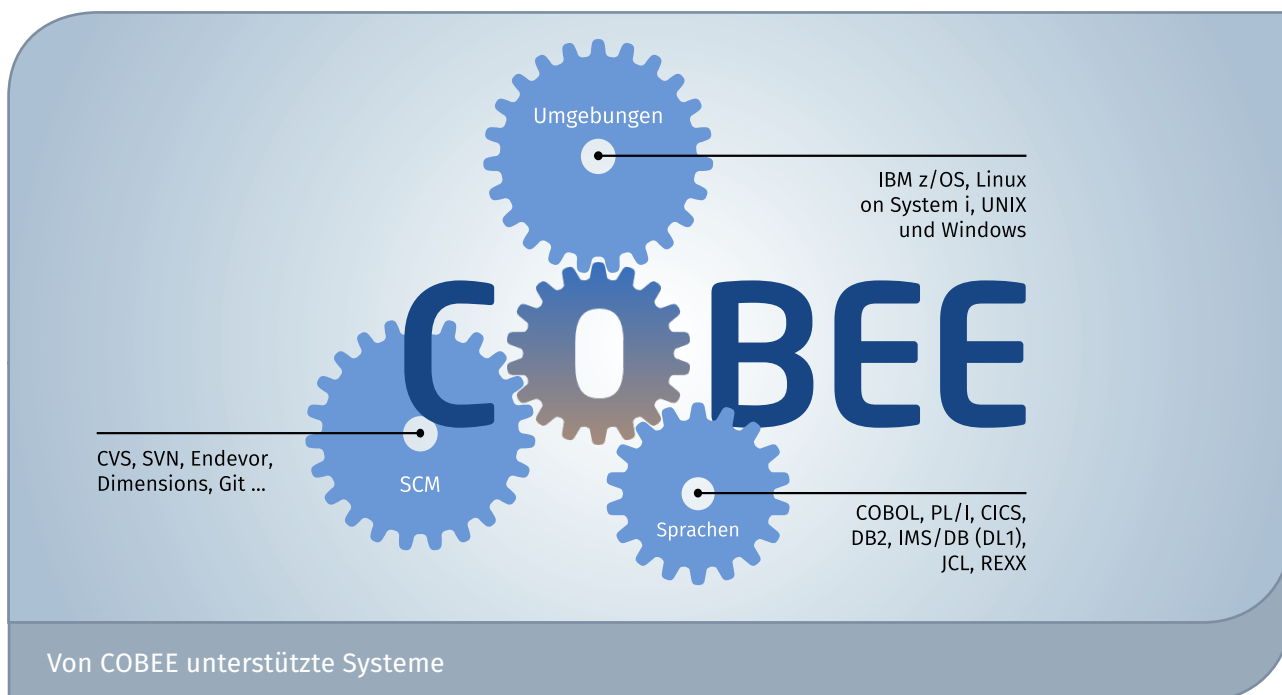 Umgebungen
IBM z/OS, Linux
on System i, UNIX
und Windows
COBEE
CVS, SVN, Endevor,
Dimensions, Git ...
SCM
Sprachen
COBOL, PL/I, CICS,
DB2, IMS/DB (DL1),
JCL, REXX
Von COBEE unterstützte Systeme